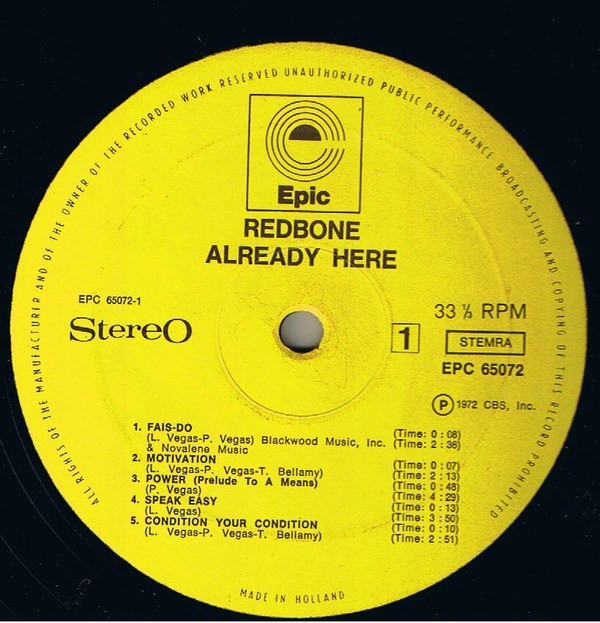 ALL RIGHTS OF THE MANUFACTURER AND OF THE OWNER OF THE RECORDED WORK RESERVED UNAUTHORIZED PUBLIC PERFORMANCE BROADCASTING AND COPYING OF THIS RECORD PROHIBITED
Epic
REDBONE
ALREADY HERE
EPC 65072-1
StereO
33 ⅓ RPM
1
STEMRA
EPC 65072
Ⓟ 1972 CBS, Inc.
1. FAIS-DO (Time: 0 : 08)
(L. Vegas-P. Vegas) Blackwood Music, Inc. (Time: 2 : 36)
& Novalene Music
2. MOTIVATION (Time: 0 : 07)
(L. Vegas-P. Vegas-T. Bellamy) (Time: 2 : 13)
3. POWER (Prelude To A Means) (Time: 0 : 48)
(P. Vegas) (Time: 4 : 29)
4. SPEAK EASY (Time: 0 : 13)
(L. Vegas) (Time: 3 : 50)
5. CONDITION YOUR CONDITION (Time: 0 : 10)
(L. Vegas-P. Vegas-T. Bellamy) (Time: 2 : 51)
MADE IN HOLLAND